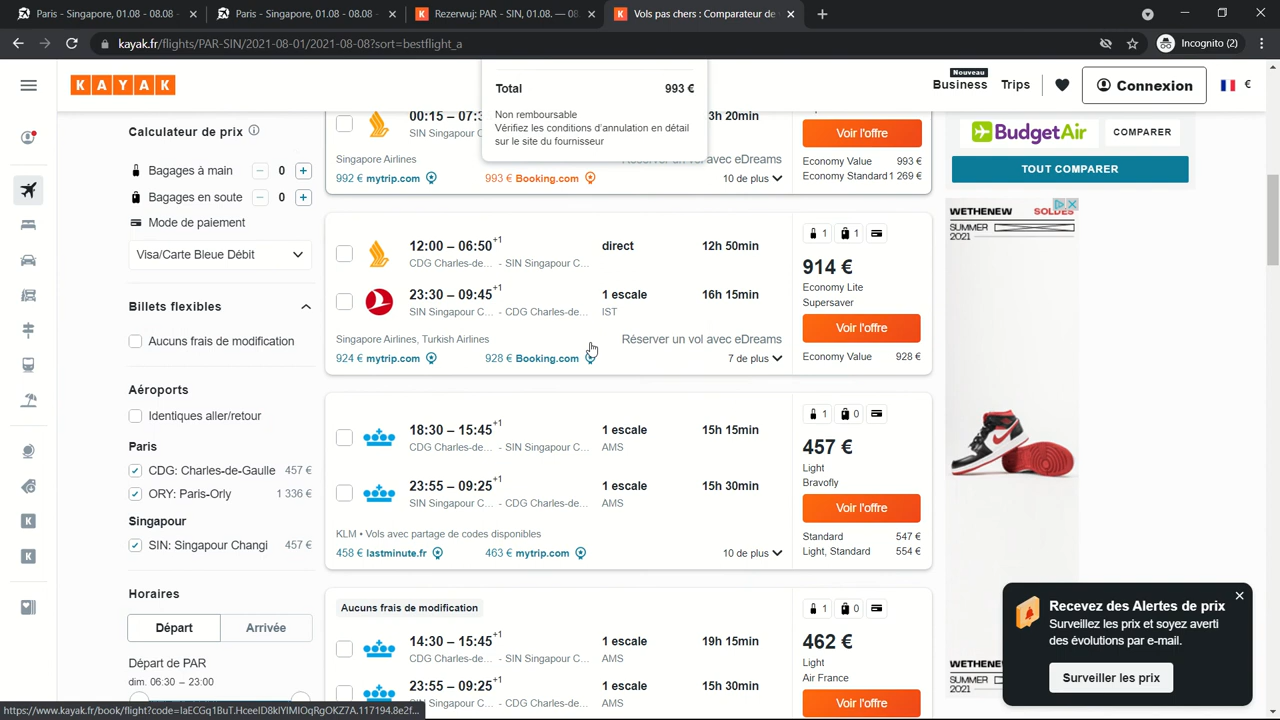 Paris - Singapore, 01.08 - 08.08
Paris - Singapore, 01.08 - 08.08
Rezerwuj: PAR - SIN, 01.08. — 08
Vols pas chers : Comparateur de
kayak.fr/flights/PAR-SIN/2021-08-01/2021-08-08?sort=bestflight_a
Incognito (2)
KAYAK
Nouveau
Business
Trips
Connexion
€
Total 993 €
Non remboursable
Vérifiez les conditions d'annulation en détail
sur le site du fournisseur
Calculateur de prix
Bagages à main 0
Bagages en soute 0
Mode de paiement
Visa/Carte Bleue Débit
Billets flexibles
Aucuns frais de modification
Aéroports
Identiques aller/retour
Paris
CDG: Charles-de-Gaulle 457 €
ORY: Paris-Orly 1 336 €
Singapour
SIN: Singapour Changi 457 €
Horaires
Départ
Arrivée
Départ de PAR
dim. 06:30 – 23:00
SIN Singapour C...
Singapore Airlines
Réserver un vol avec eDreams
992 € mytrip.com
993 € Booking.com
10 de plus
Voir l'offre
Economy Value 993 €
Economy Standard 1 269 €
12:00 – 06:50+1 direct 12h 50min
CDG Charles-de... - SIN Singapour C...
23:30 – 09:45+1 1 escale 16h 15min
SIN Singapour C... - CDG Charles-de... IST
Singapore Airlines, Turkish Airlines
Réserver un vol avec eDreams
924 € mytrip.com
928 € Booking.com
7 de plus
1 1
914 €
Economy Lite
Supersaver
Voir l'offre
Economy Value 928 €
18:30 – 15:45+1 1 escale 15h 15min
CDG Charles-de... - SIN Singapour C... AMS
23:55 – 09:25+1 1 escale 15h 30min
SIN Singapour C... - CDG Charles-de... AMS
KLM • Vols avec partage de codes disponibles
458 € lastminute.fr
463 € mytrip.com
10 de plus
1 0
457 €
Light
Bravofly
Voir l'offre
Standard 547 €
Light, Standard 554 €
Aucuns frais de modification
14:30 – 15:45+1 1 escale 19h 15min
CDG Charles-de... - SIN Singapour C... AMS
23:55 – 09:25+1 1 escale 15h 30min
SIN Singapour C... - CDG Charles-de... AMS
1 0
462 €
Light
Air France
Voir l'offre
BudgetAir
COMPARER
TOUT COMPARER
WETHENEW SOLDES
SUMMER
2021
WETHENEW
SUMMER
2021
Recevez des Alertes de prix
Surveillez les prix et soyez averti
des évolutions par e-mail.
Surveiller les prix